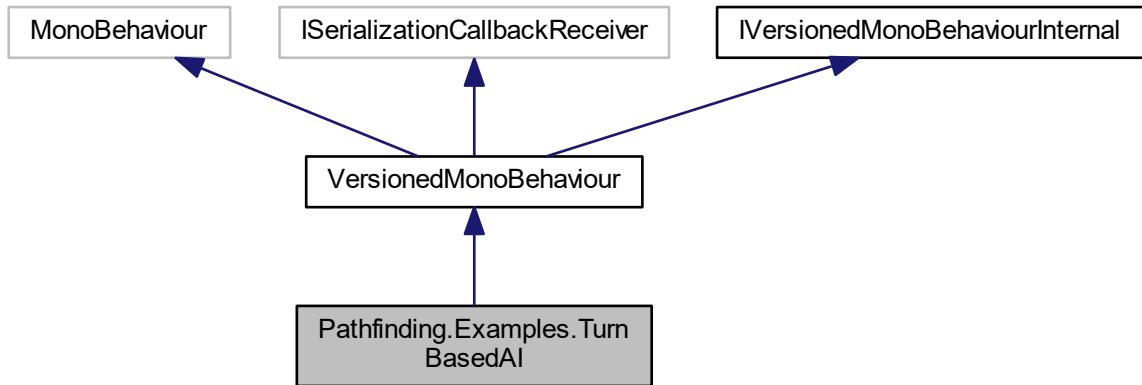 MonoBehaviour
ISerializationCallbackReceiver
IVersionedMonoBehaviourInternal
VersionedMonoBehaviour
Pathfinding.Examples.Turn
BasedAI